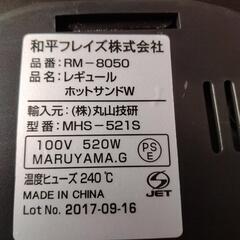 和平フレイズ株式会社
品番：RM-8050
品名：レギュール
ホットサンドW
輸入元：(株)丸山技研
型番：MHS-521S
100V 520W
MARUYAMA.G
PS
E
温度ヒューズ 240℃
MADE IN CHINA
JET
Lot No. 2017-09-16